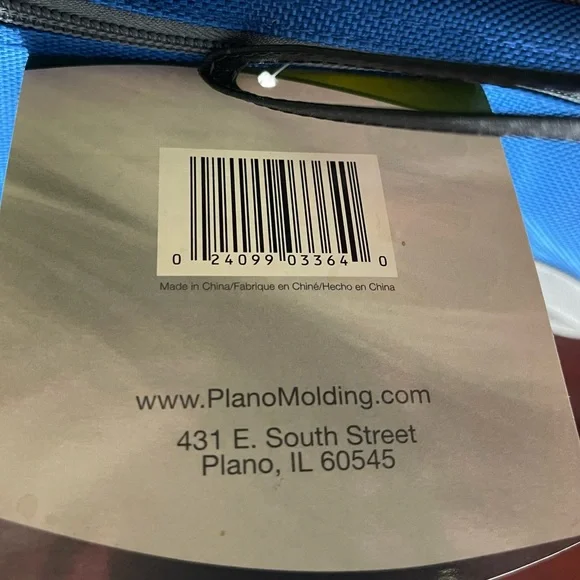 0 24099 03364 0
Made in China/Fabrique en Chine/Hecho en China
www.PlanoMolding.com
431 E. South Street
Plano, IL 60545